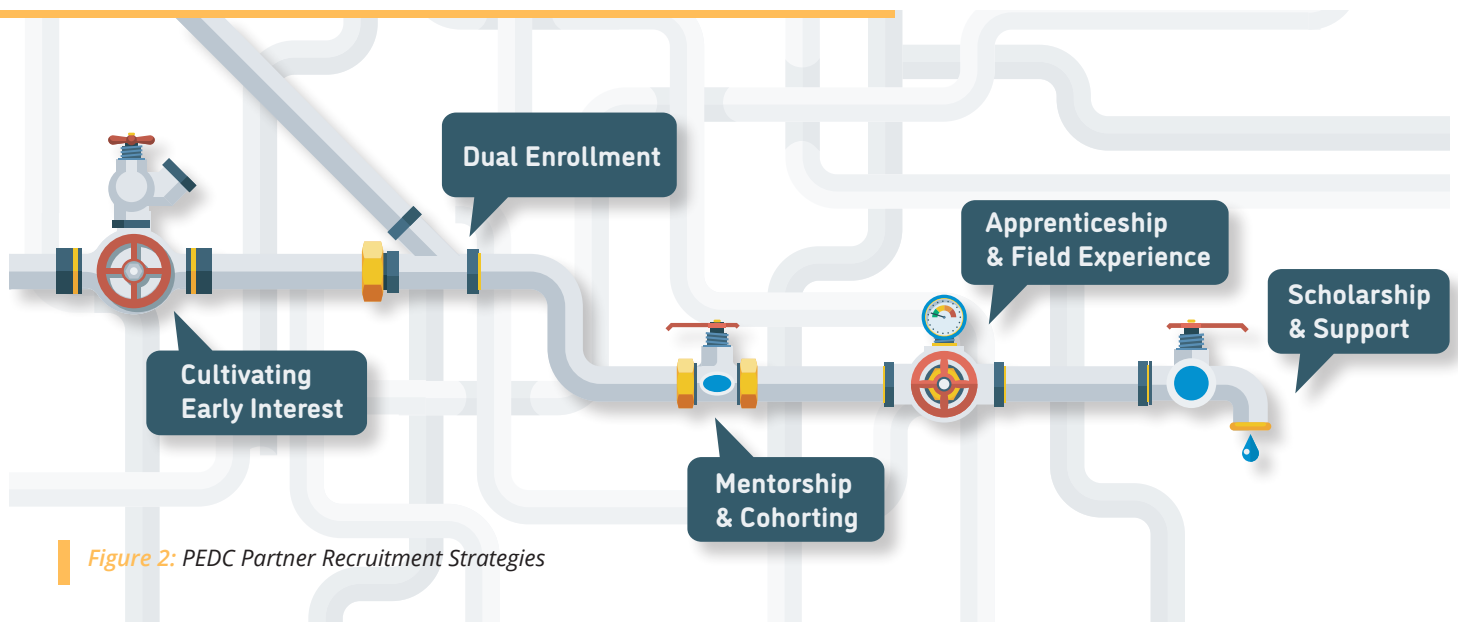 Dual Enrollment
Apprenticeship
& Field Experience
Scholarship
& Support
Cultivating
Early Interest
Mentorship
& Cohorting
Figure 2: PEDC Partner Recruitment Strategies